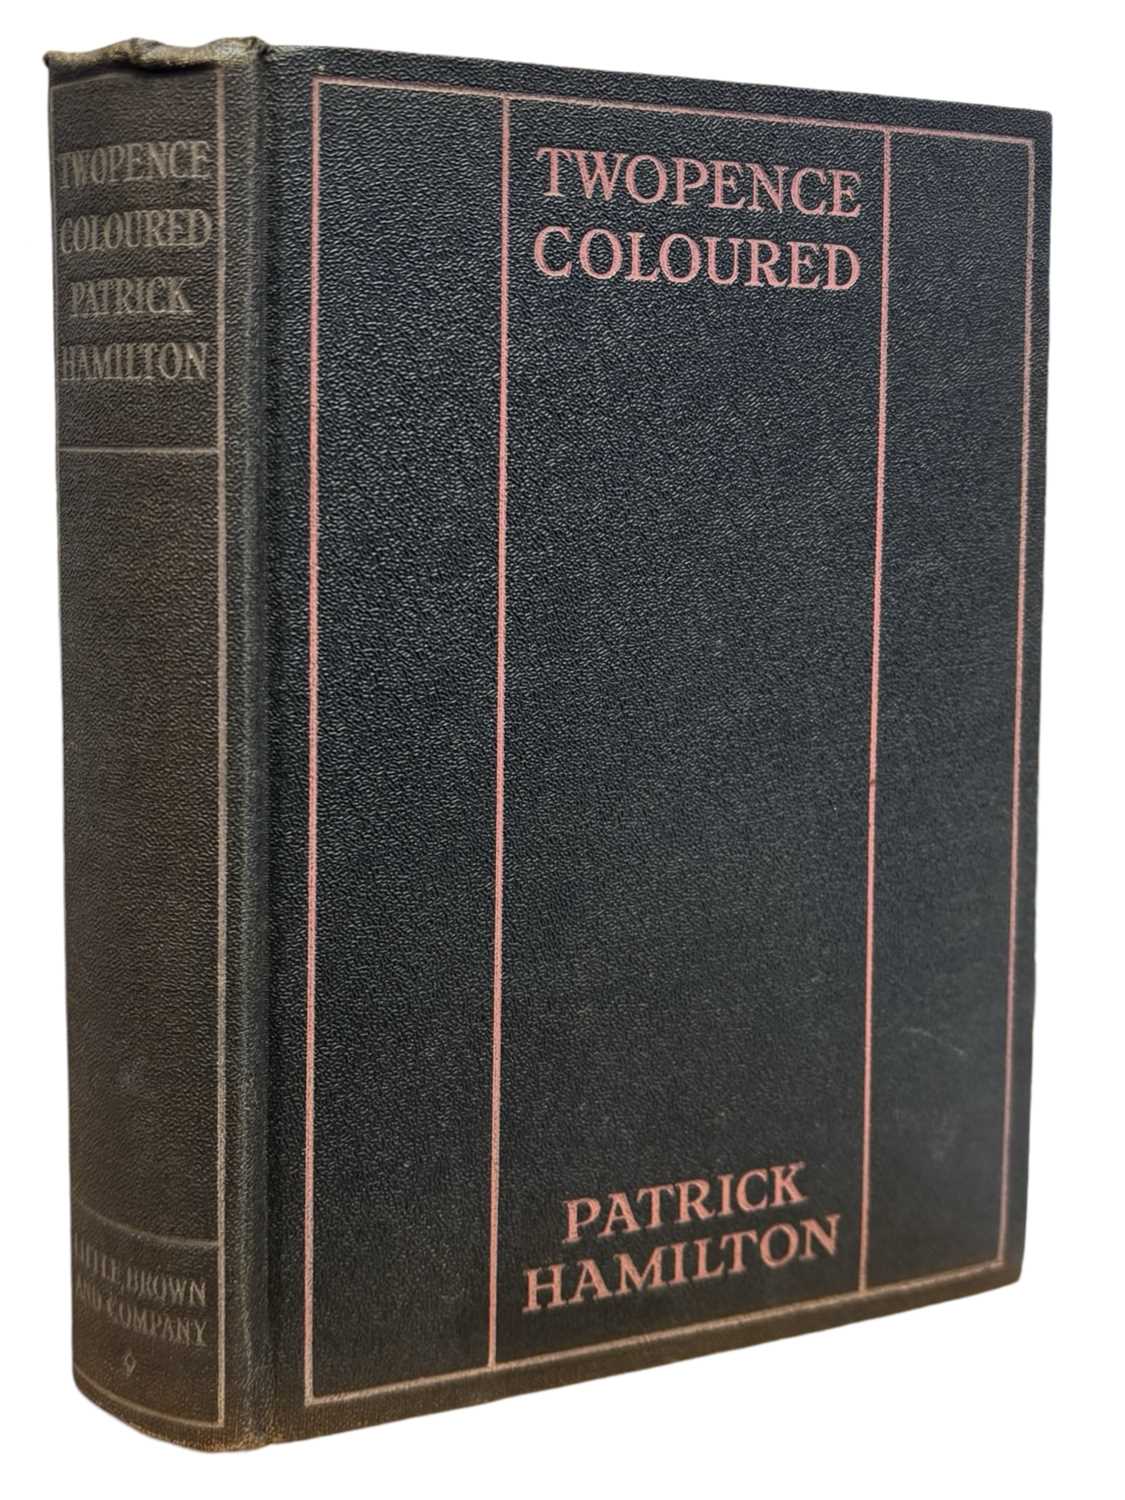 TWOPENCE
COLOURED
PATRICK
HAMILTON
LITTLE BROWN
AND COMPANY
TWOPENCE
COLOURED
PATRICK
HAMILTON